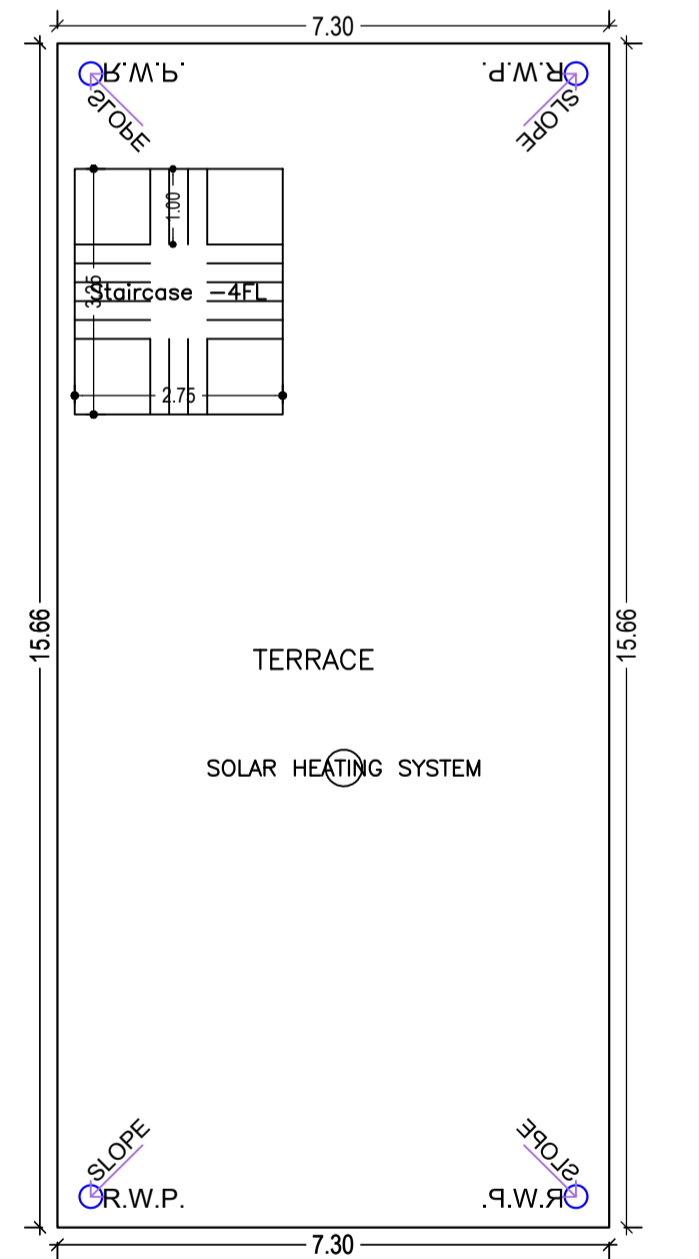 7.30
R.W.P.
R.W.P.
SLOPE
SLOPE
1.00
3.25
Staircase -4FL
2.75
15.66
15.66
TERRACE
SOLAR HEATING SYSTEM
SLOPE
SLOPE
R.W.P.
R.W.P.
7.30